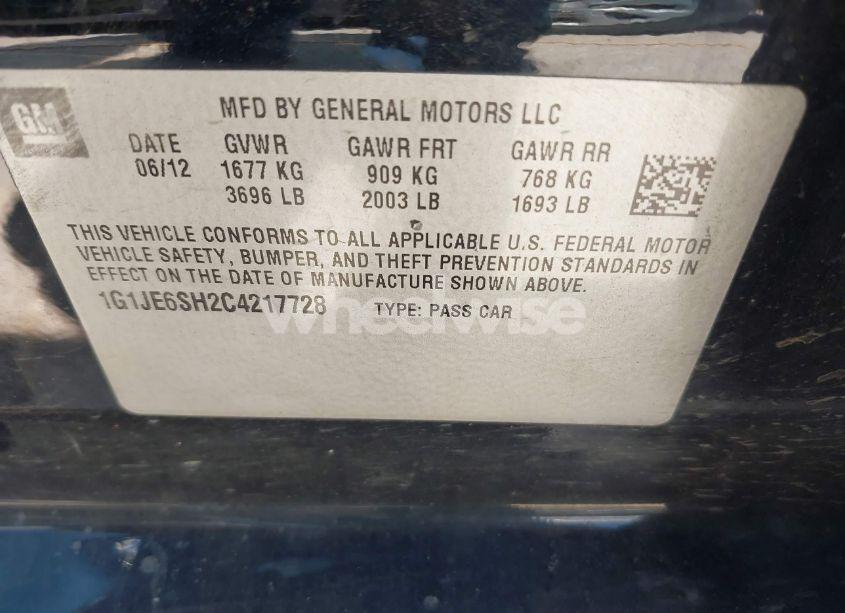 GM
MFD BY GENERAL MOTORS LLC
DATE GVWR GAWR FRT GAWR RR
06/12 1677 KG 909 KG 768 KG
3696 LB 2003 LB 1693 LB
THIS VEHICLE CONFORMS TO ALL APPLICABLE U.S. FEDERAL MOTOR
VEHICLE SAFETY, BUMPER, AND THEFT PREVENTION STANDARDS IN
EFFECT ON THE DATE OF MANUFACTURE SHOWN ABOVE.
1G1JE6SH2C4217728 TYPE: PASS CAR
wheelwise